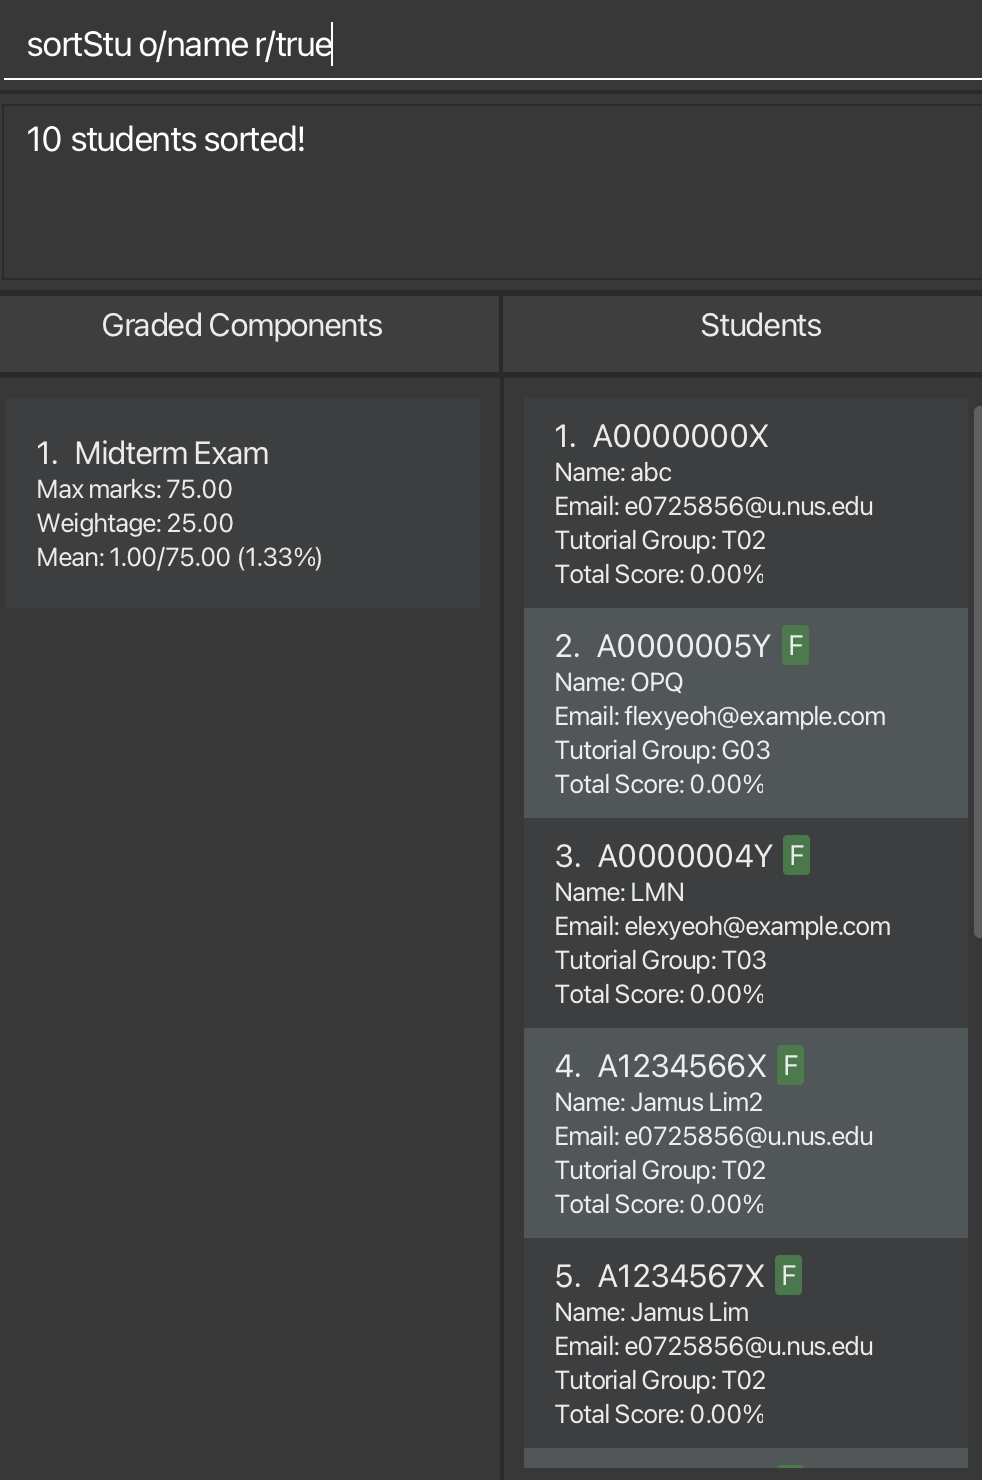 sortStu o/name r/true
10 students sorted!
Graded Components
Students
1. Midterm Exam
Max marks: 75.00
Weightage: 25.00
Mean: 1.00/75.00 (1.33%)
1. A0000000X
Name: abc
Email: e0725856@u.nus.edu
Tutorial Group: T02
Total Score: 0.00%
2. A0000005Y F
Name: OPQ
Email: flexyeoh@example.com
Tutorial Group: G03
Total Score: 0.00%
3. A0000004Y F
Name: LMN
Email: elexyeoh@example.com
Tutorial Group: T03
Total Score: 0.00%
4. A1234566X F
Name: Jamus Lim2
Email: e0725856@u.nus.edu
Tutorial Group: T02
Total Score: 0.00%
5. A1234567X F
Name: Jamus Lim
Email: e0725856@u.nus.edu
Tutorial Group: T02
Total Score: 0.00%